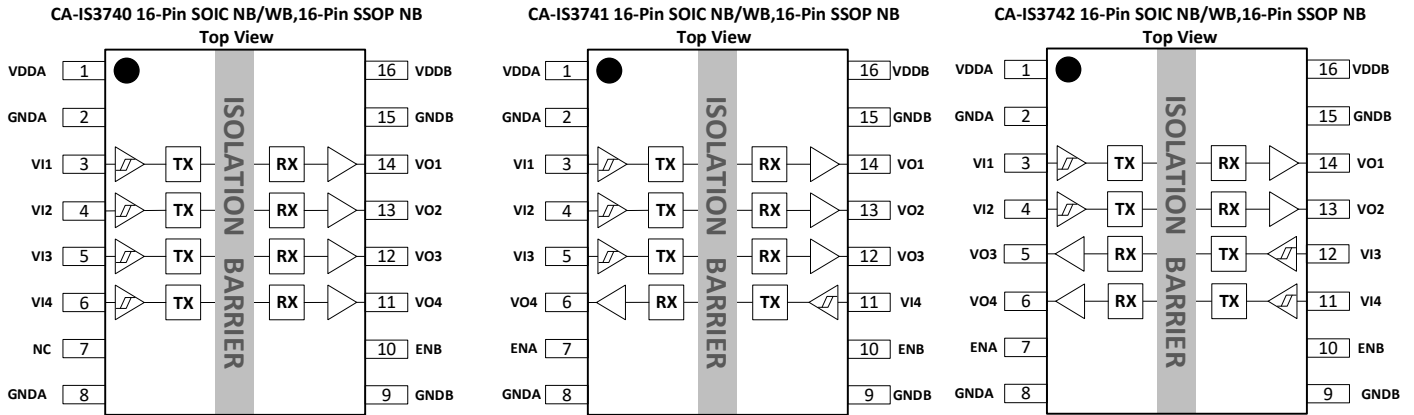 CA-IS3740 16-Pin SOIC NB/WB,16-Pin SSOP NB
Top View
VDDA 1 16 VDDB
GNDA 2 15 GNDB
VI1 3 TX RX 14 VO1
VI2 4 TX RX 13 VO2
VI3 5 TX RX 12 VO3
VI4 6 TX RX 11 VO4
NC 7 10 ENB
GNDA 8 9 GNDB
ISOLATION BARRIER
CA-IS3741 16-Pin SOIC NB/WB,16-Pin SSOP NB
Top View
VDDA 1 16 VDDB
GNDA 2 15 GNDB
VI1 3 TX RX 14 VO1
VI2 4 TX RX 13 VO2
VI3 5 TX RX 12 VO3
VO4 6 RX TX 11 VI4
ENA 7 10 ENB
GNDA 8 9 GNDB
ISOLATION BARRIER
CA-IS3742 16-Pin SOIC NB/WB,16-Pin SSOP NB
Top View
VDDA 1 16 VDDB
GNDA 2 15 GNDB
VI1 3 TX RX 14 VO1
VI2 4 TX RX 13 VO2
VO3 5 RX TX 12 VI3
VO4 6 RX TX 11 VI4
ENA 7 10 ENB
GNDA 8 9 GNDB
ISOLATION BARRIER